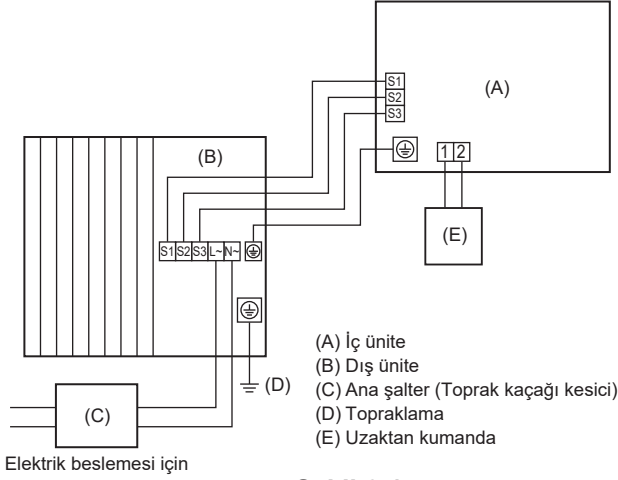 (A)
S1
S2
S3
1 2
(B)
S1 S2 S3 L~ N~
(E)
(D)
(C)
Elektrik beslemesi için
(A) İç ünite
(B) Dış ünite
(C) Ana şalter (Toprak kaçağı kesici)
(D) Topraklama
(E) Uzaktan kumanda